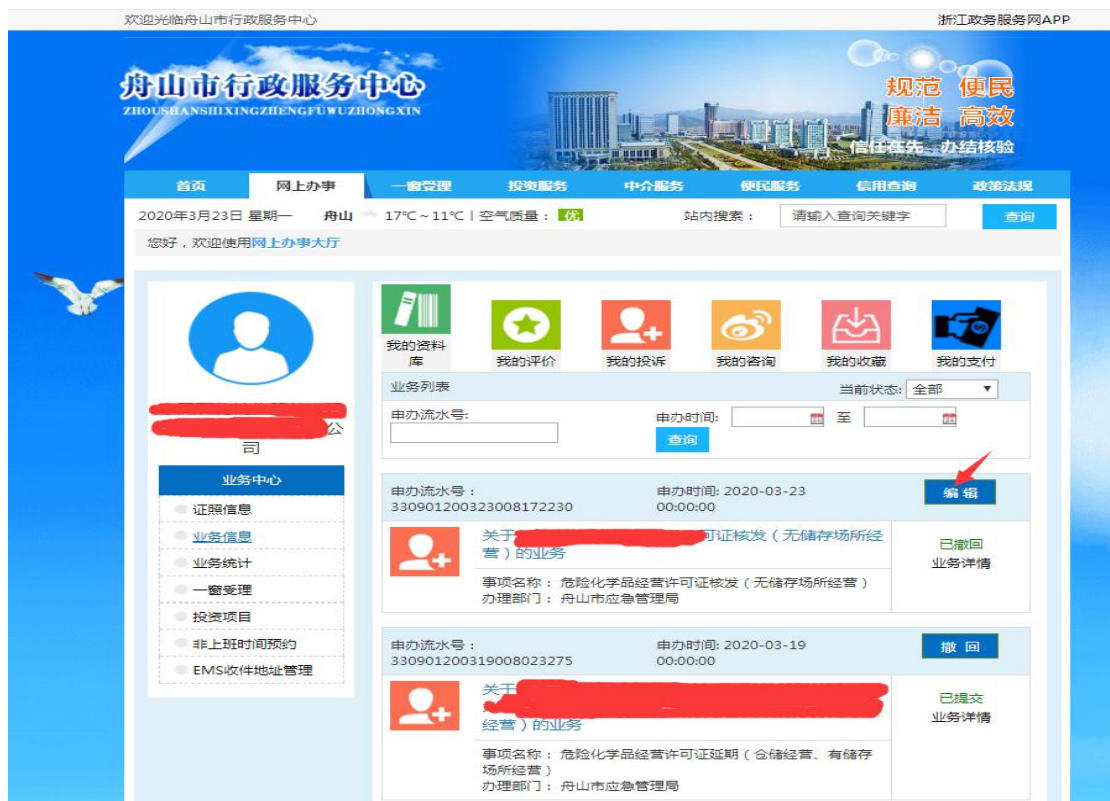 欢迎光临舟山市行政服务中心
浙江政务服务网APP
舟山市行政服务中心
ZHOUSHANSHIXINGZHENGFUWUZHONGXIN
规范 便民
廉洁 高效
信任在先 办结核验
首页 网上办事 一窗受理 投资服务 中介服务 便民服务 信用查询 政策法规
2020年3月23日 星期一 舟山 17℃~11℃ | 空气质量： 优 站内搜索： 请输入查询关键字 查询
您好，欢迎使用网上办事大厅
公
司
业务中心
证照信息
业务信息
业务统计
一窗受理
投资项目
非上班时间预约
EMS收件地址管理
我的资料
库
我的评价
我的投诉
我的咨询
我的收藏
我的支付
业务列表 当前状态: 全部
申办流水号:
申办时间: 至
查询
申办流水号：
330901200323008172230
申办时间: 2020-03-23
00:00:00
编 辑
关于 可证核发（无储存场所经
营）的业务
事项名称： 危险化学品经营许可证核发（无储存场所经营）
办理部门： 舟山市应急管理局
已撤回
业务详情
申办流水号：
330901200319008023275
申办时间: 2020-03-19
00:00:00
撤 回
关于
经营）的业务
事项名称： 危险化学品经营许可证延期（仓储经营、有储存
场所经营）
办理部门： 舟山市应急管理局
已提交
业务详情